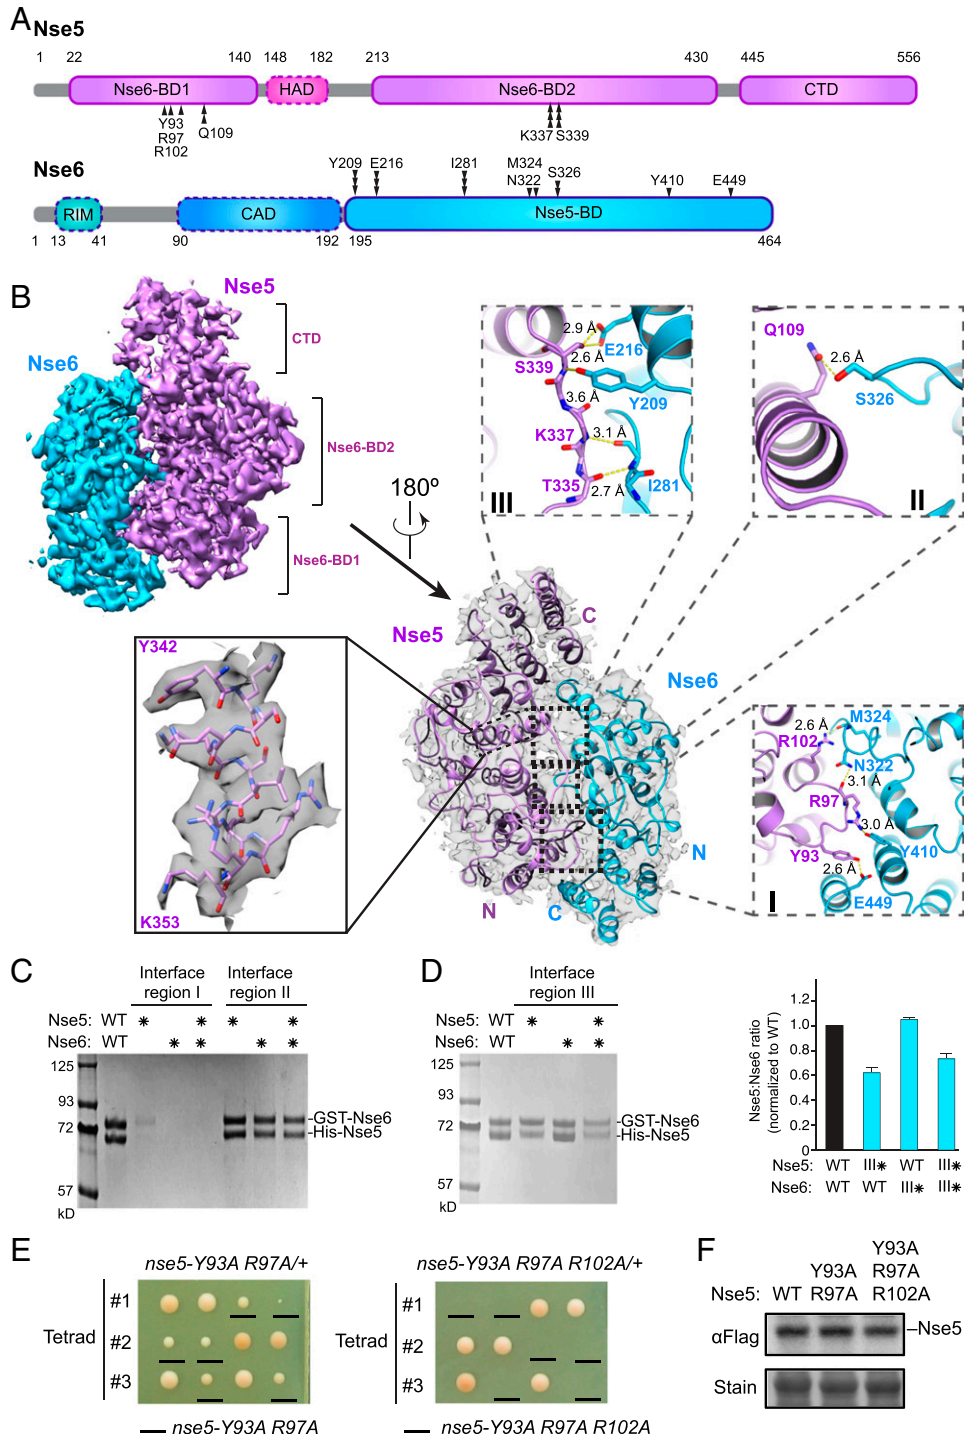 A
Nse5
1 22 140 148 182 213 430 445 556
Nse6-BD1 HAD Nse6-BD2 CTD
Y93 Q109 K337 S339
R97
R102
Nse6
Y209 E216 I281 M324 S326 Y410 E449
N322
RIM CAD Nse5-BD
1 13 41 90 192 195 464
B
Nse5
CTD
Nse6
Nse6-BD2
Nse6-BD1
180º
2.9 Å
E216
2.6 Å
S339
Y209
3.6 Å
3.1 Å
K337
T335
I281
2.7 Å
III
Q109
2.6 Å
S326
II
Nse5
C
Nse6
N
N
C
Y342
K353
2.6 Å
M324
R102
N322
3.1 Å
R97
3.0 Å
Y93
Y410
2.6 Å
E449
I
C
Interface region I
Interface region II
Nse5: WT * * * *
Nse6: WT * * * *
125
93
72
57
kD
-GST-Nse6
-His-Nse5
D
Interface region III
Nse5: WT * *
Nse6: WT * *
125
93
72
57
kD
-GST-Nse6
-His-Nse5
Nse5:Nse6 ratio
(normalized to WT)
1.2
1.0
0.8
0.6
0.4
0.2
0
Nse5: WT III* WT III*
Nse6: WT WT III* III*
E
nse5-Y93A R97A/+
#1
Tetrad #2
#3
nse5-Y93A R97A
nse5-Y93A R97A R102A/+
#1
Tetrad #2
#3
nse5-Y93A R97A R102A
F
Y93A
Y93A R97A
Nse5: WT R97A R102A
αFlag –Nse5
Stain